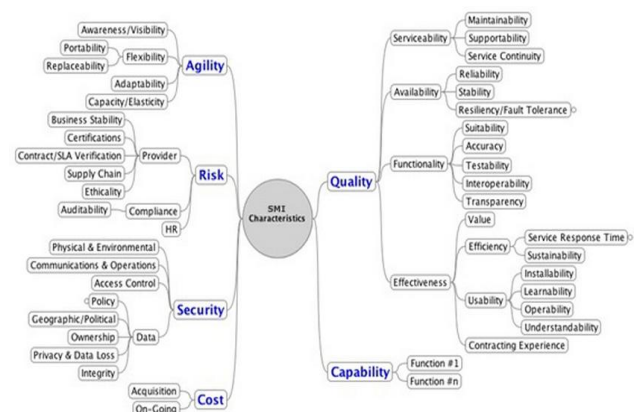 SMI
Characteristics
Agility
Awareness/Visibility
Flexibility
Portability
Replaceability
Adaptability
Capacity/Elasticity
Risk
Provider
Business Stability
Certifications
Contract/SLA Verification
Supply Chain
Ethicality
Compliance
Auditability
HR
Security
Physical & Environmental
Communications & Operations
Access Control
Data
Policy
Geographic/Political
Ownership
Privacy & Data Loss
Integrity
Cost
Acquisition
On-Going
Quality
Serviceability
Maintainability
Supportability
Service Continuity
Availability
Reliability
Stability
Resiliency/Fault Tolerance
Functionality
Suitability
Accuracy
Testability
Interoperability
Transparency
Effectiveness
Value
Efficiency
Service Response Time
Sustainability
Usability
Installability
Learnability
Operability
Understandability
Contracting Experience
Capability
Function #1
Function #n